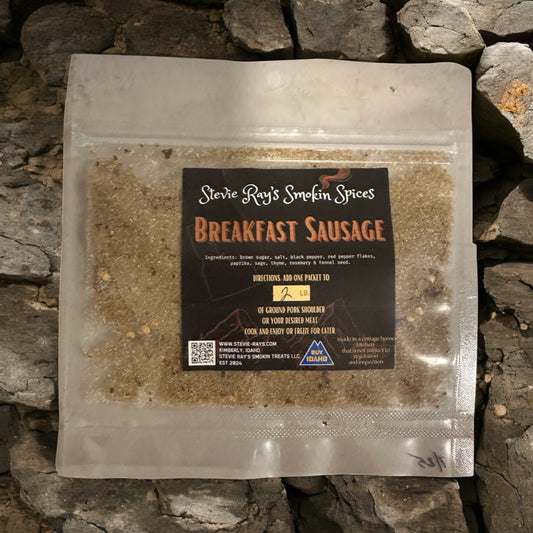 Stevie Ray's Smokin Spices
BREAKFAST SAUSAGE
Ingredients: Brown sugar, salt, black pepper, red pepper flakes,
paprika, sage, thyme, rosemary & fennel seed.
DIRECTIONS: ADD ONE PACKET TO
2 LB
OF GROUND PORK SHOULDER
OR YOUR DESIRED MEAT
COOK AND ENJOY OR FREEZE FOR LATER
WWW.STEVIE-RAYS.COM
KIMBERLY, IDAHO
STEVIE RAY'S SMOKIN TREATS LLC.
EST 2024
BUY
IDAHO
made in a cottage home
kitchen
that is not subject to
regulation
and inspection